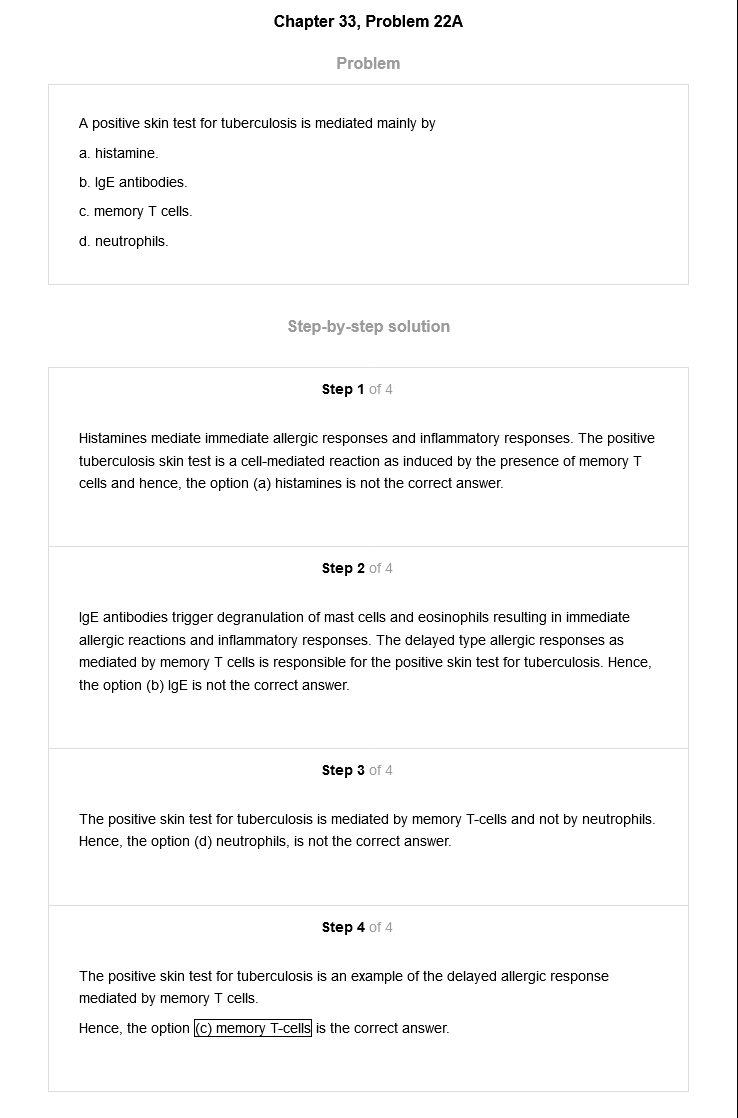 Chapter 33, Problem 22A
Problem
A positive skin test for tuberculosis is mediated mainly by
a. histamine.
b. IgE antibodies.
c. memory T cells.
d. neutrophils.
Step-by-step solution
Step 1 of 4
Histamines mediate immediate allergic responses and inflammatory responses. The positive
tuberculosis skin test is a cell-mediated reaction as induced by the presence of memory T
cells and hence, the option (a) histamines is not the correct answer.
Step 2 of 4
IgE antibodies trigger degranulation of mast cells and eosinophils resulting in immediate
allergic reactions and inflammatory responses. The delayed type allergic responses as
mediated by memory T cells is responsible for the positive skin test for tuberculosis. Hence,
the option (b) IgE is not the correct answer.
Step 3 of 4
The positive skin test for tuberculosis is mediated by memory T-cells and not by neutrophils.
Hence, the option (d) neutrophils, is not the correct answer.
Step 4 of 4
The positive skin test for tuberculosis is an example of the delayed allergic response
mediated by memory T cells.
Hence, the option (c) memory T-cells is the correct answer.